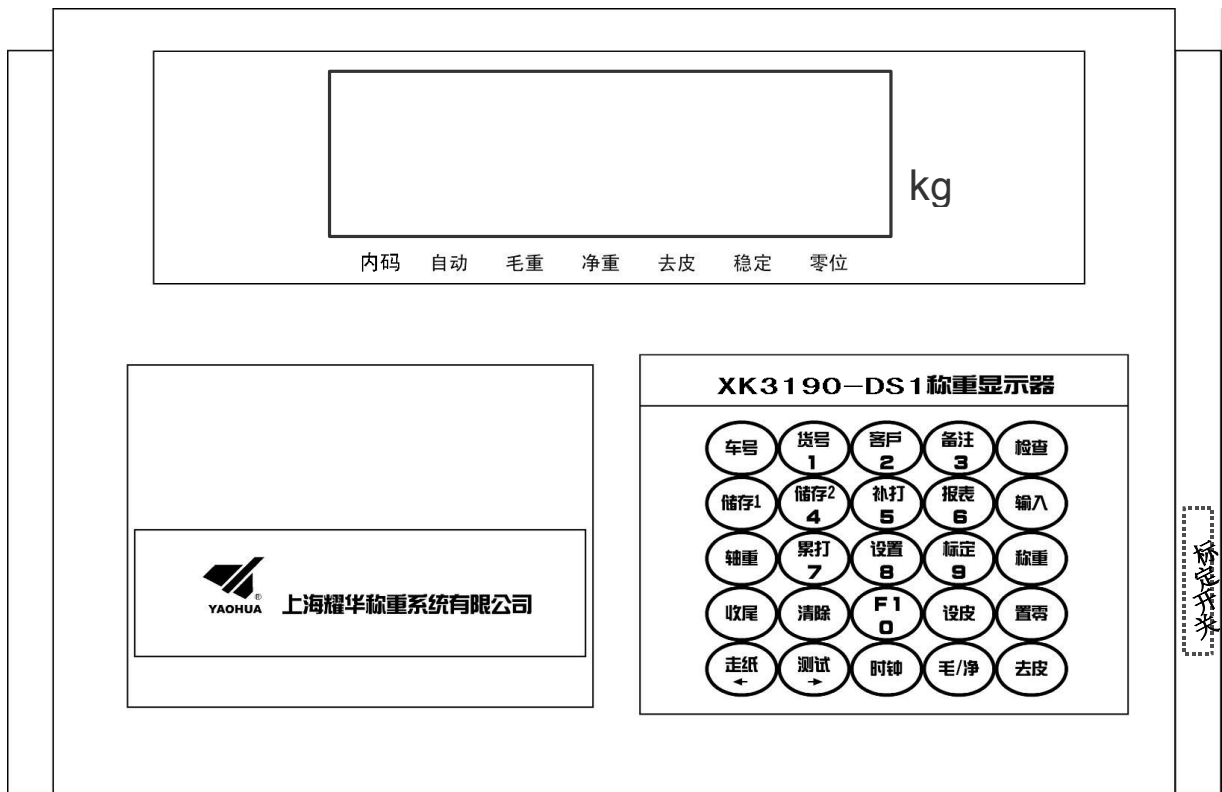 kg
内码 自动 毛重 净重 去皮 稳定 零位
XK3190-DS1称重显示器
车号 货号 客戶 备注 检查
1 2 3
储存1 储存2 补打 报表 输入
4 5 6
轴重 累打 设置 标定 称重
7 8 9
收尾 清除 F1 设皮 置零
0
走纸 测试 时钟 毛/净 去皮
← →
YAOHUA ® 上海耀华称重系统有限公司
标定开关